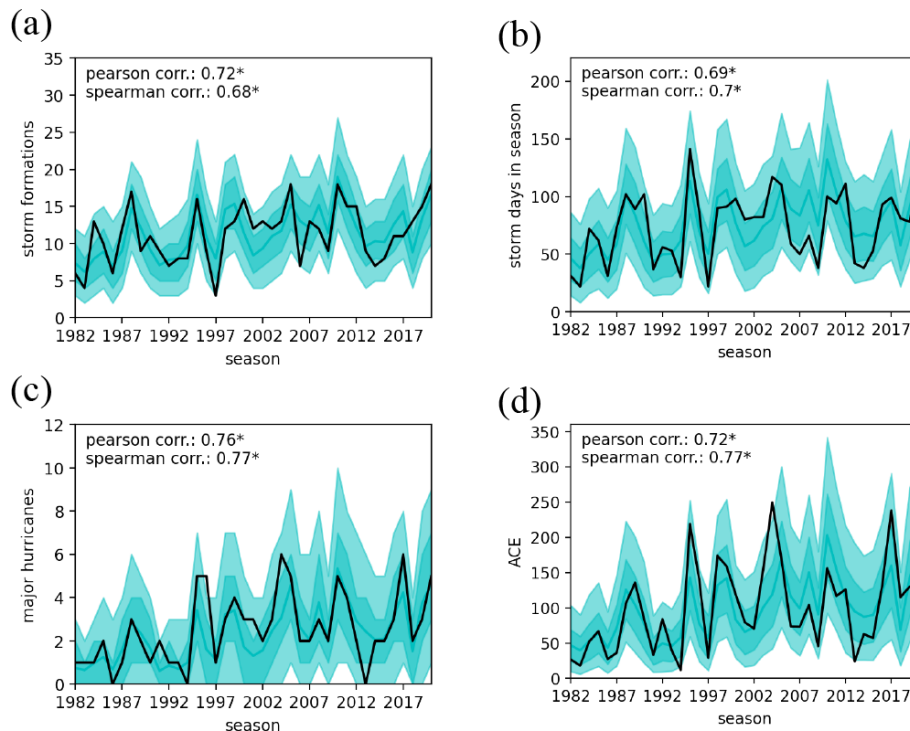 (a)
35
30
25
20
15
10
5
0
storm formations
pearson corr.: 0.72*
spearman corr.: 0.68*
1982 1987 1992 1997 2002 2007 2012 2017
season
(b)
200
150
100
50
0
storm days in season
pearson corr.: 0.69*
spearman corr.: 0.7*
1982 1987 1992 1997 2002 2007 2012 2017
season
(c)
12
10
8
6
4
2
0
major hurricanes
pearson corr.: 0.76*
spearman corr.: 0.77*
1982 1987 1992 1997 2002 2007 2012 2017
season
(d)
350
300
250
200
150
100
50
0
ACE
pearson corr.: 0.72*
spearman corr.: 0.77*
1982 1987 1992 1997 2002 2007 2012 2017
season